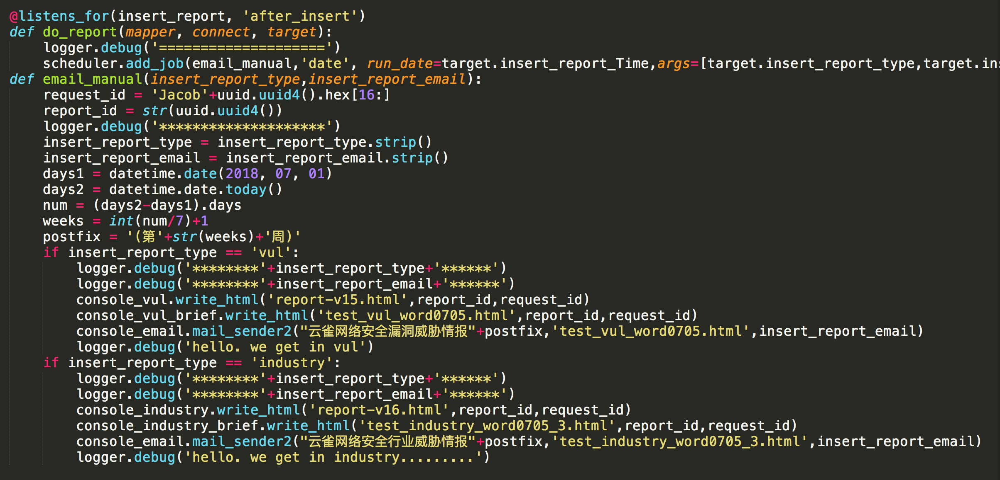 @listens_for(insert_report, 'after_insert')
def do_report(mapper, connect, target):
    logger.debug('====================')
    scheduler.add_job(email_manual,'date', run_date=target.insert_report_Time,args=[target.insert_report_type,target.ins
def email_manual(insert_report_type,insert_report_email):
    request_id = 'Jacob'+uuid.uuid4().hex[16:]
    report_id = str(uuid.uuid4())
    logger.debug('********************')
    insert_report_type = insert_report_type.strip()
    insert_report_email = insert_report_email.strip()
    days1 = datetime.date(2018, 07, 01)
    days2 = datetime.date.today()
    num = (days2-days1).days
    weeks = int(num/7)+1
    postfix = '(第'+str(weeks)+'周)'
    if insert_report_type == 'vul':
        logger.debug('********'+insert_report_type+'******')
        logger.debug('********'+insert_report_email+'******')
        console_vul.write_html('report-v15.html',report_id,request_id)
        console_vul_brief.write_html('test_vul_word0705.html',report_id,request_id)
        console_email.mail_sender2("云雀网络安全漏洞威胁情报"+postfix,'test_vul_word0705.html',insert_report_email)
        logger.debug('hello. we get in vul')
    if insert_report_type == 'industry':
        logger.debug('********'+insert_report_type+'******')
        logger.debug('********'+insert_report_email+'******')
        console_industry.write_html('report-v16.html',report_id,request_id)
        console_industry_brief.write_html('test_industry_word0705_3.html',report_id,request_id)
        console_email.mail_sender2("云雀网络安全行业威胁情报"+postfix,'test_industry_word0705_3.html',insert_report_email)
        logger.debug('hello. we get in industry.........')